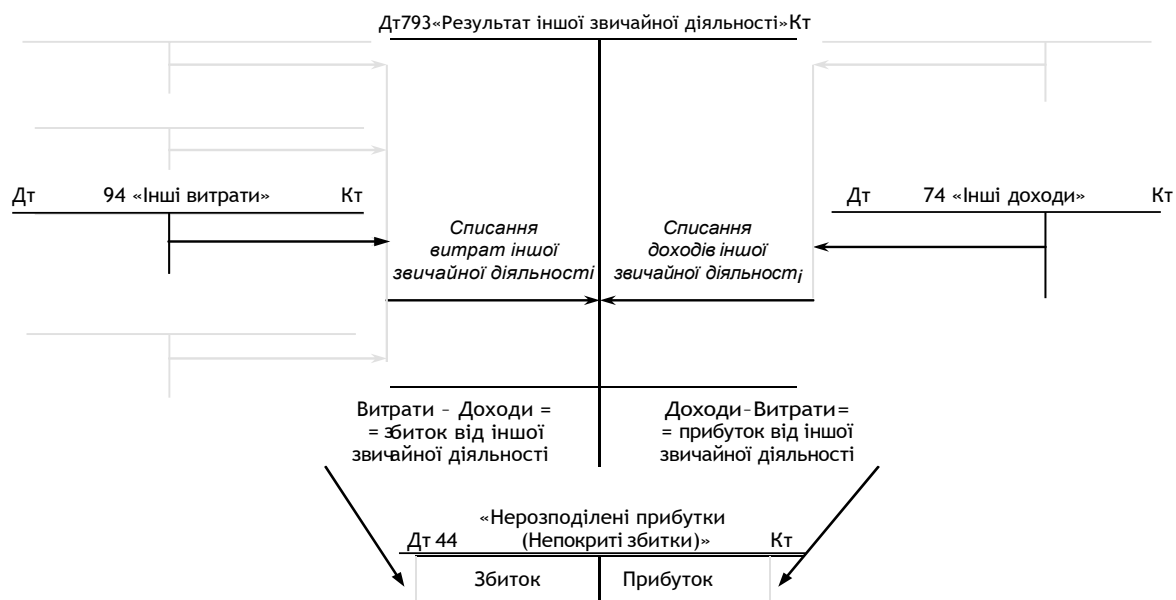 Дт793«Результат іншої звичайної діяльності»Кт
Дт 94 «Інші витрати» Кт
Дт 74 «Інші доходи» Кт
Списання
витрат іншої
звичайної діяльності
Списання
доходів іншої
звичайної діяльності
Витрати – Доходи =
= збиток від іншої
звичайної діяльності
Доходи–Витрати=
= прибуток від іншої
звичайної діяльності
«Нерозподілені прибутки
Дт 44 (Непокриті збитки)» Кт
Збиток Прибуток